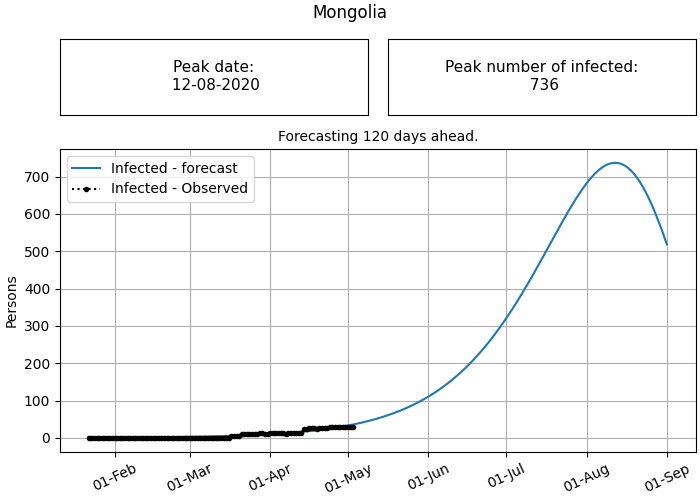 Mongolia
Peak date:
12-08-2020
Peak number of infected:
736
Forecasting 120 days ahead.
Infected - forecast
Infected - Observed
Persons
700
600
500
400
300
200
100
0
01-Feb
01-Mar
01-Apr
01-May
01-Jun
01-Jul
01-Aug
01-Sep